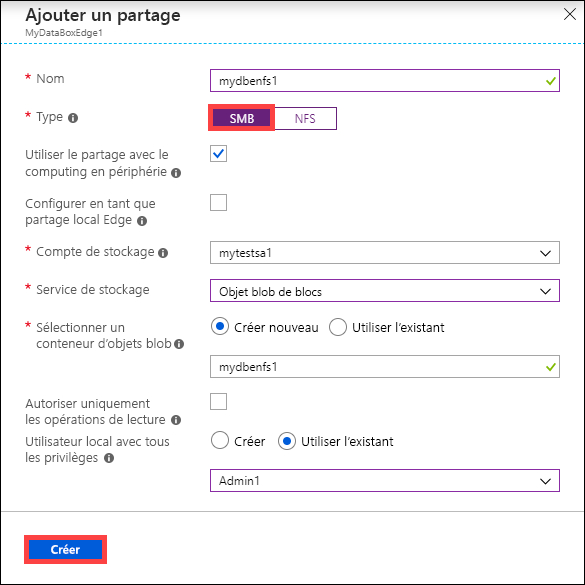 Ajouter un partage
MyDataBoxEdge1
* Nom
mydbenfs1
* Type
SMB
NFS
Utiliser le partage avec le
computing en périphérie
Configurer en tant que
partage local Edge
* Compte de stockage
mytestsa1
* Service de stockage
Objet blob de blocs
* Sélectionner un
conteneur d'objets blob
Créer nouveau
Utiliser l'existant
mydbenfs1
Autoriser uniquement
les opérations de lecture
Utilisateur local avec tous
les privilèges
Créer
Utiliser l'existant
Admin1
Créer